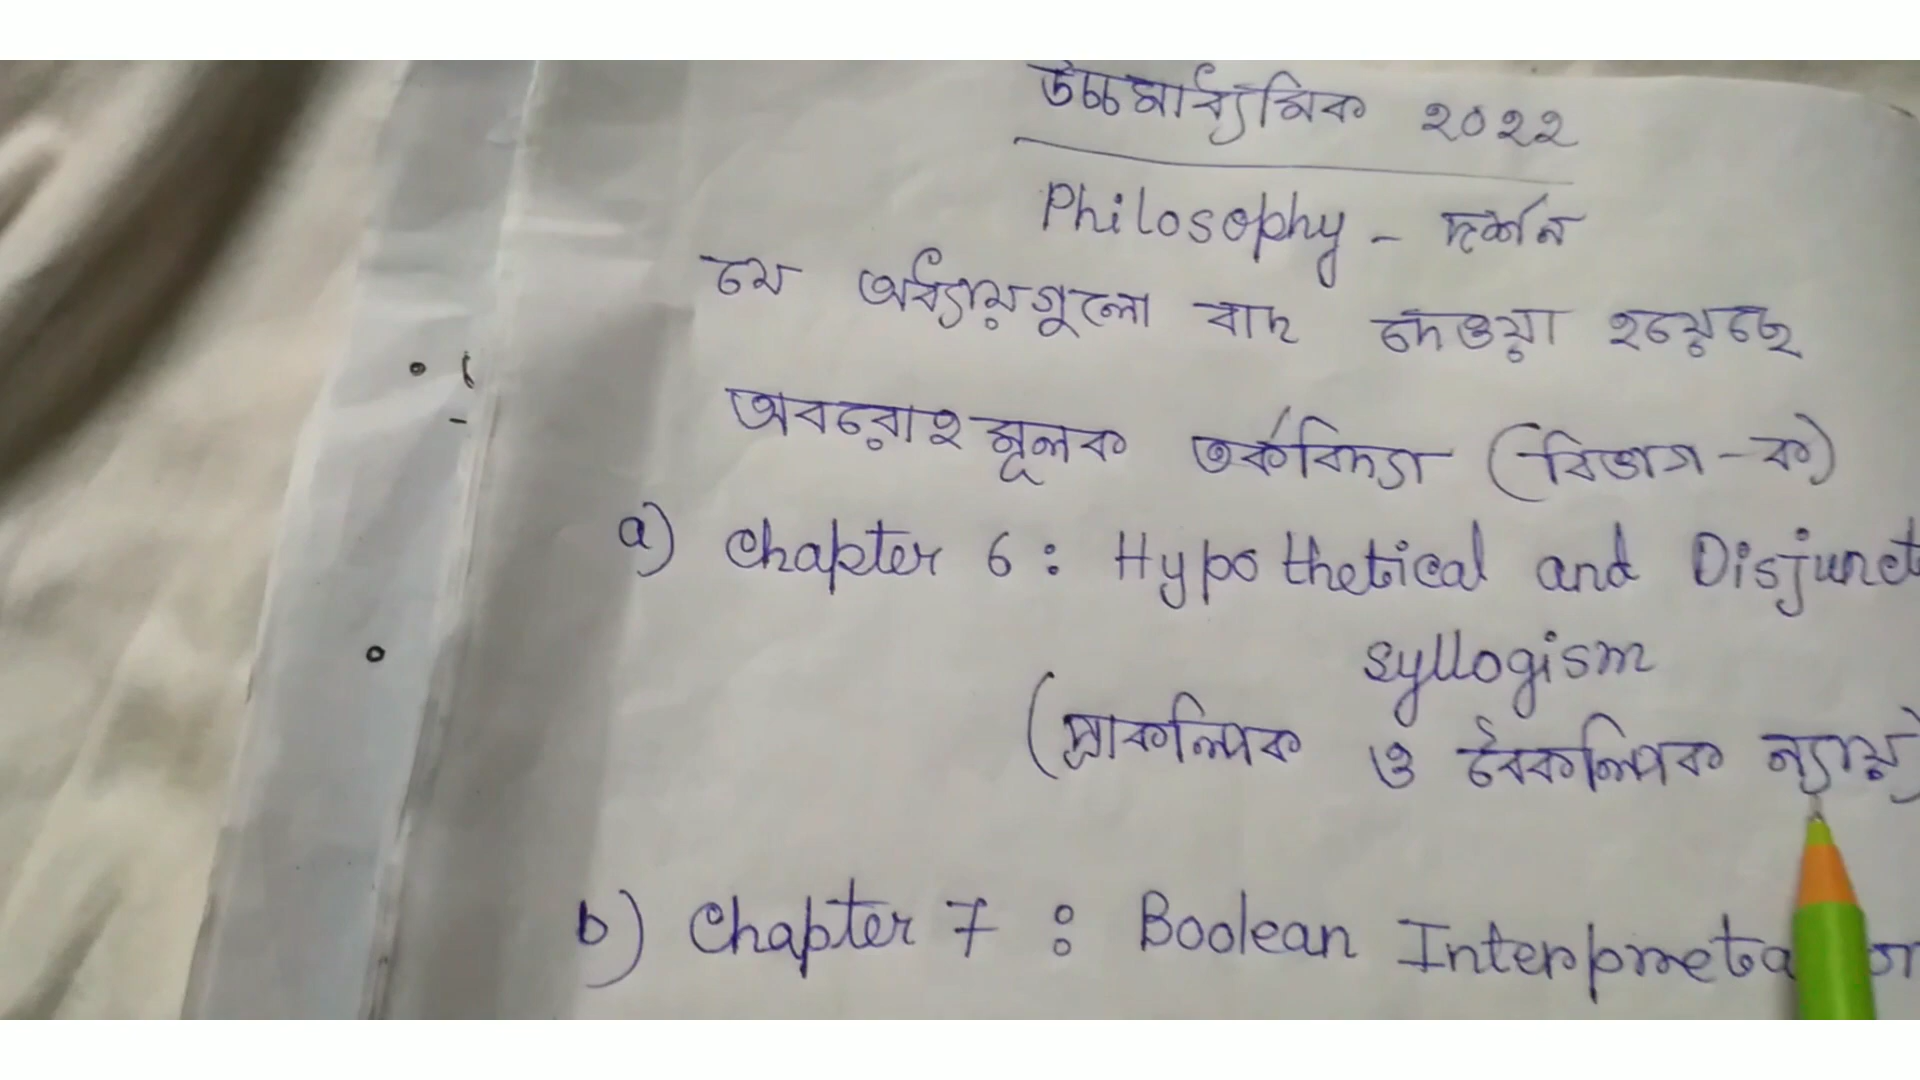 উচ্চমাধ্যমিক ২০২২
Philosophy - দর্শন
যে অধ্যায়গুলো বাদ দেওয়া হয়েছে
অবরোহমূলক তর্কবিদ্যা (বিভাগ-ক)
a) Chapter 6 : Hypothetical and Disjunct
syllogism
(প্রাকল্পিক ও বৈকল্পিক ন্যায়)
b) Chapter 7 : Boolean